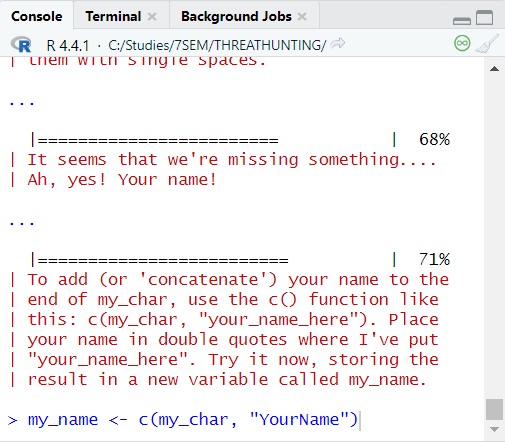 Console Terminal × Background Jobs ×
R R 4.4.1 · C:/Studies/7SEM/THREATHUNTING/
| them with single spaces.
...
|======================== | 68%
| It seems that we're missing something....
| Ah, yes! Your name!
...
|========================= | 71%
| To add (or 'concatenate') your name to the
| end of my_char, use the c() function like
| this: c(my_char, "your_name_here"). Place
| your name in double quotes where I've put
| "your_name_here". Try it now, storing the
| result in a new variable called my_name.
> my_name <- c(my_char, "YourName")